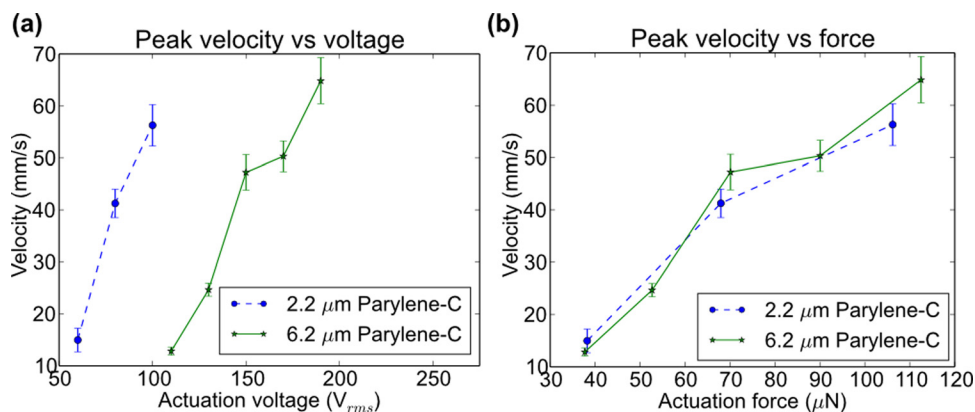 (a)
Peak velocity vs voltage
Velocity (mm/s)
70
60
50
40
30
20
10
50
100
150
200
250
Actuation voltage (V_rms)
2.2 μm Parylene-C
6.2 μm Parylene-C
(b)
Peak velocity vs force
Velocity (mm/s)
70
60
50
40
30
20
10
30
40
50
60
70
80
90
100
110
120
Actuation force (μN)
2.2 μm Parylene-C
6.2 μm Parylene-C